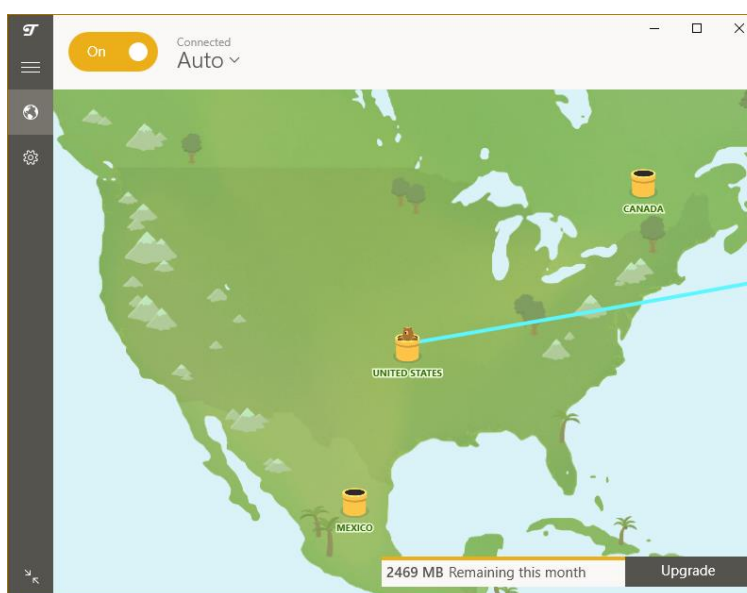 On
Connected
Auto
CANADA
UNITED STATES
MEXICO
2469 MB Remaining this month
Upgrade